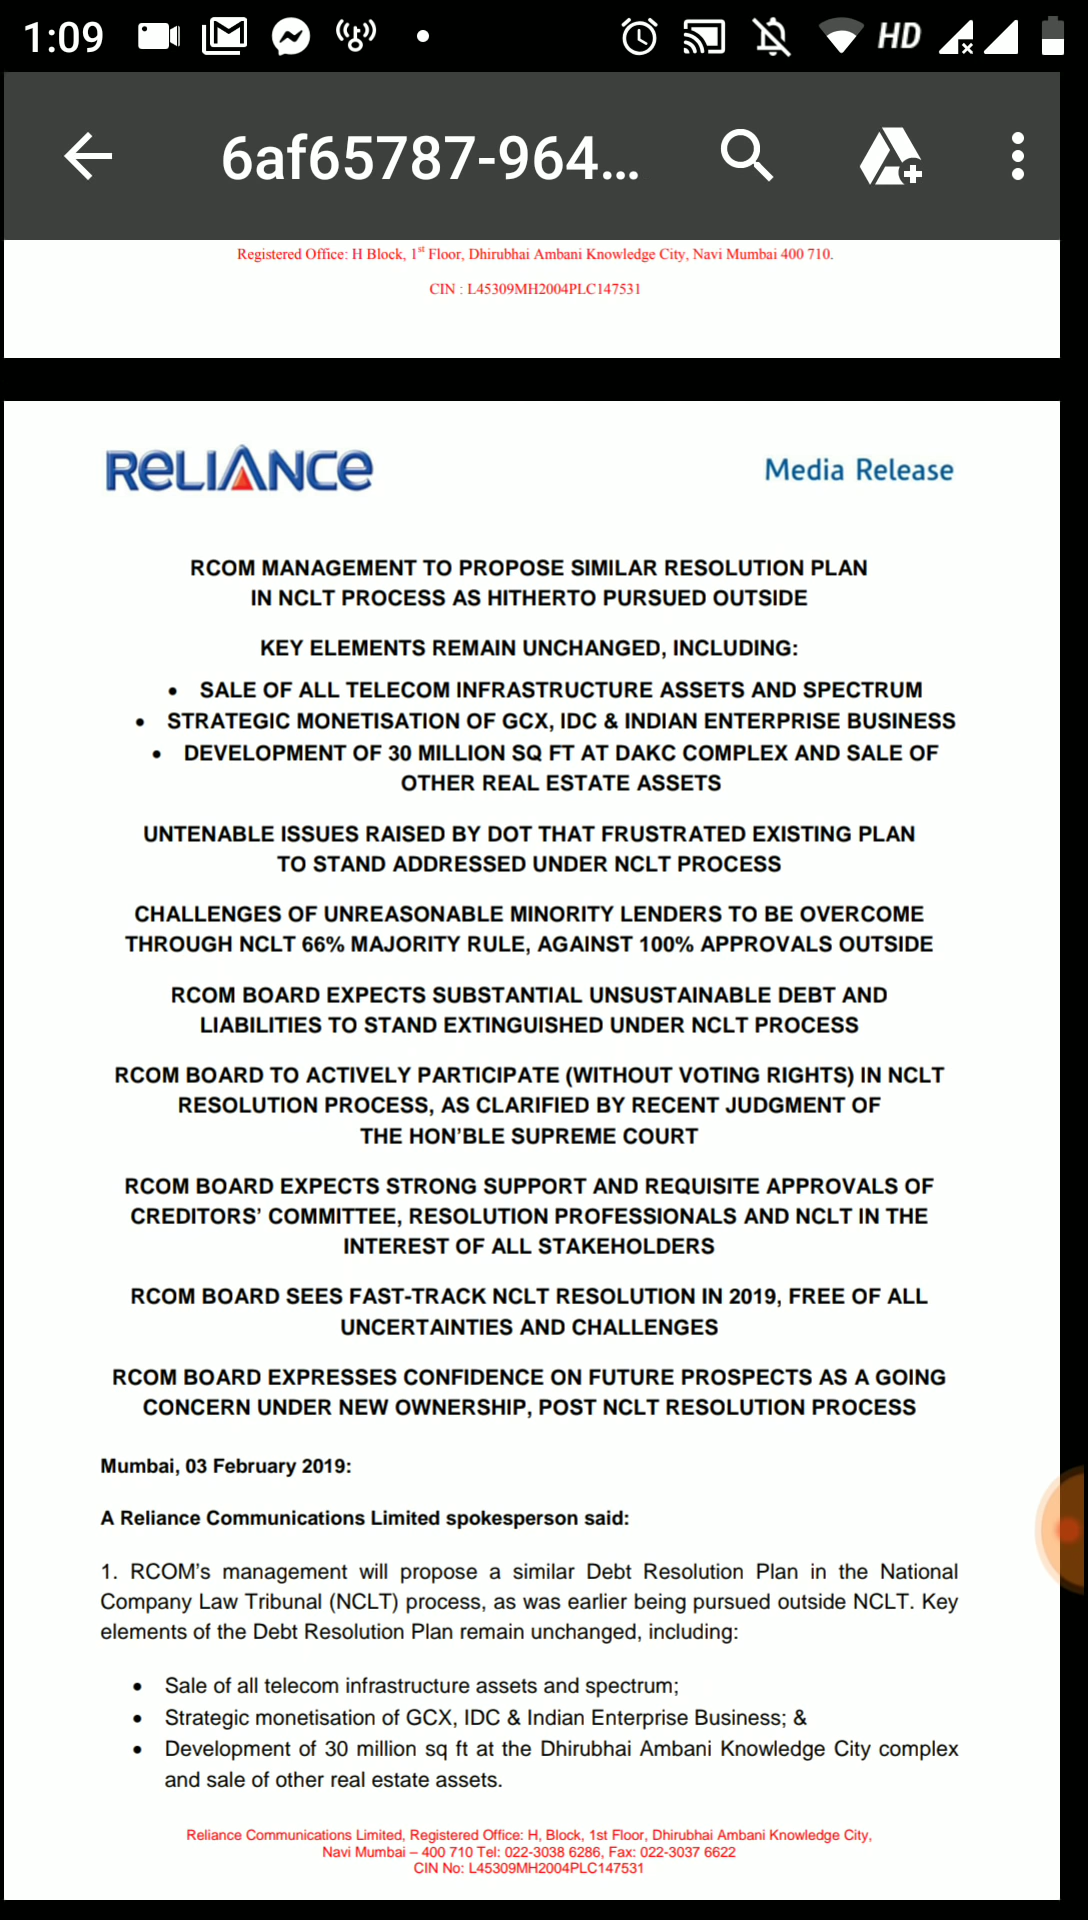 1:09 HD
6af65787-964...
Registered Office: H Block, 1st Floor, Dhirubhai Ambani Knowledge City, Navi Mumbai 400 710.
CIN : L45309MH2004PLC147531
RELIANCE Media Release
RCOM MANAGEMENT TO PROPOSE SIMILAR RESOLUTION PLAN
IN NCLT PROCESS AS HITHERTO PURSUED OUTSIDE
KEY ELEMENTS REMAIN UNCHANGED, INCLUDING:
• SALE OF ALL TELECOM INFRASTRUCTURE ASSETS AND SPECTRUM
• STRATEGIC MONETISATION OF GCX, IDC & INDIAN ENTERPRISE BUSINESS
• DEVELOPMENT OF 30 MILLION SQ FT AT DAKC COMPLEX AND SALE OF
OTHER REAL ESTATE ASSETS
UNTENABLE ISSUES RAISED BY DOT THAT FRUSTRATED EXISTING PLAN
TO STAND ADDRESSED UNDER NCLT PROCESS
CHALLENGES OF UNREASONABLE MINORITY LENDERS TO BE OVERCOME
THROUGH NCLT 66% MAJORITY RULE, AGAINST 100% APPROVALS OUTSIDE
RCOM BOARD EXPECTS SUBSTANTIAL UNSUSTAINABLE DEBT AND
LIABILITIES TO STAND EXTINGUISHED UNDER NCLT PROCESS
RCOM BOARD TO ACTIVELY PARTICIPATE (WITHOUT VOTING RIGHTS) IN NCLT
RESOLUTION PROCESS, AS CLARIFIED BY RECENT JUDGMENT OF
THE HON'BLE SUPREME COURT
RCOM BOARD EXPECTS STRONG SUPPORT AND REQUISITE APPROVALS OF
CREDITORS' COMMITTEE, RESOLUTION PROFESSIONALS AND NCLT IN THE
INTEREST OF ALL STAKEHOLDERS
RCOM BOARD SEES FAST-TRACK NCLT RESOLUTION IN 2019, FREE OF ALL
UNCERTAINTIES AND CHALLENGES
RCOM BOARD EXPRESSES CONFIDENCE ON FUTURE PROSPECTS AS A GOING
CONCERN UNDER NEW OWNERSHIP, POST NCLT RESOLUTION PROCESS
Mumbai, 03 February 2019:
A Reliance Communications Limited spokesperson said:
1. RCOM's management will propose a similar Debt Resolution Plan in the National
Company Law Tribunal (NCLT) process, as was earlier being pursued outside NCLT. Key
elements of the Debt Resolution Plan remain unchanged, including:
• Sale of all telecom infrastructure assets and spectrum;
• Strategic monetisation of GCX, IDC & Indian Enterprise Business; &
• Development of 30 million sq ft at the Dhirubhai Ambani Knowledge City complex
and sale of other real estate assets.
Reliance Communications Limited, Registered Office: H, Block, 1st Floor, Dhirubhai Ambani Knowledge City,
Navi Mumbai – 400 710 Tel: 022-3038 6286, Fax: 022-3037 6622
CIN No: L45309MH2004PLC147531